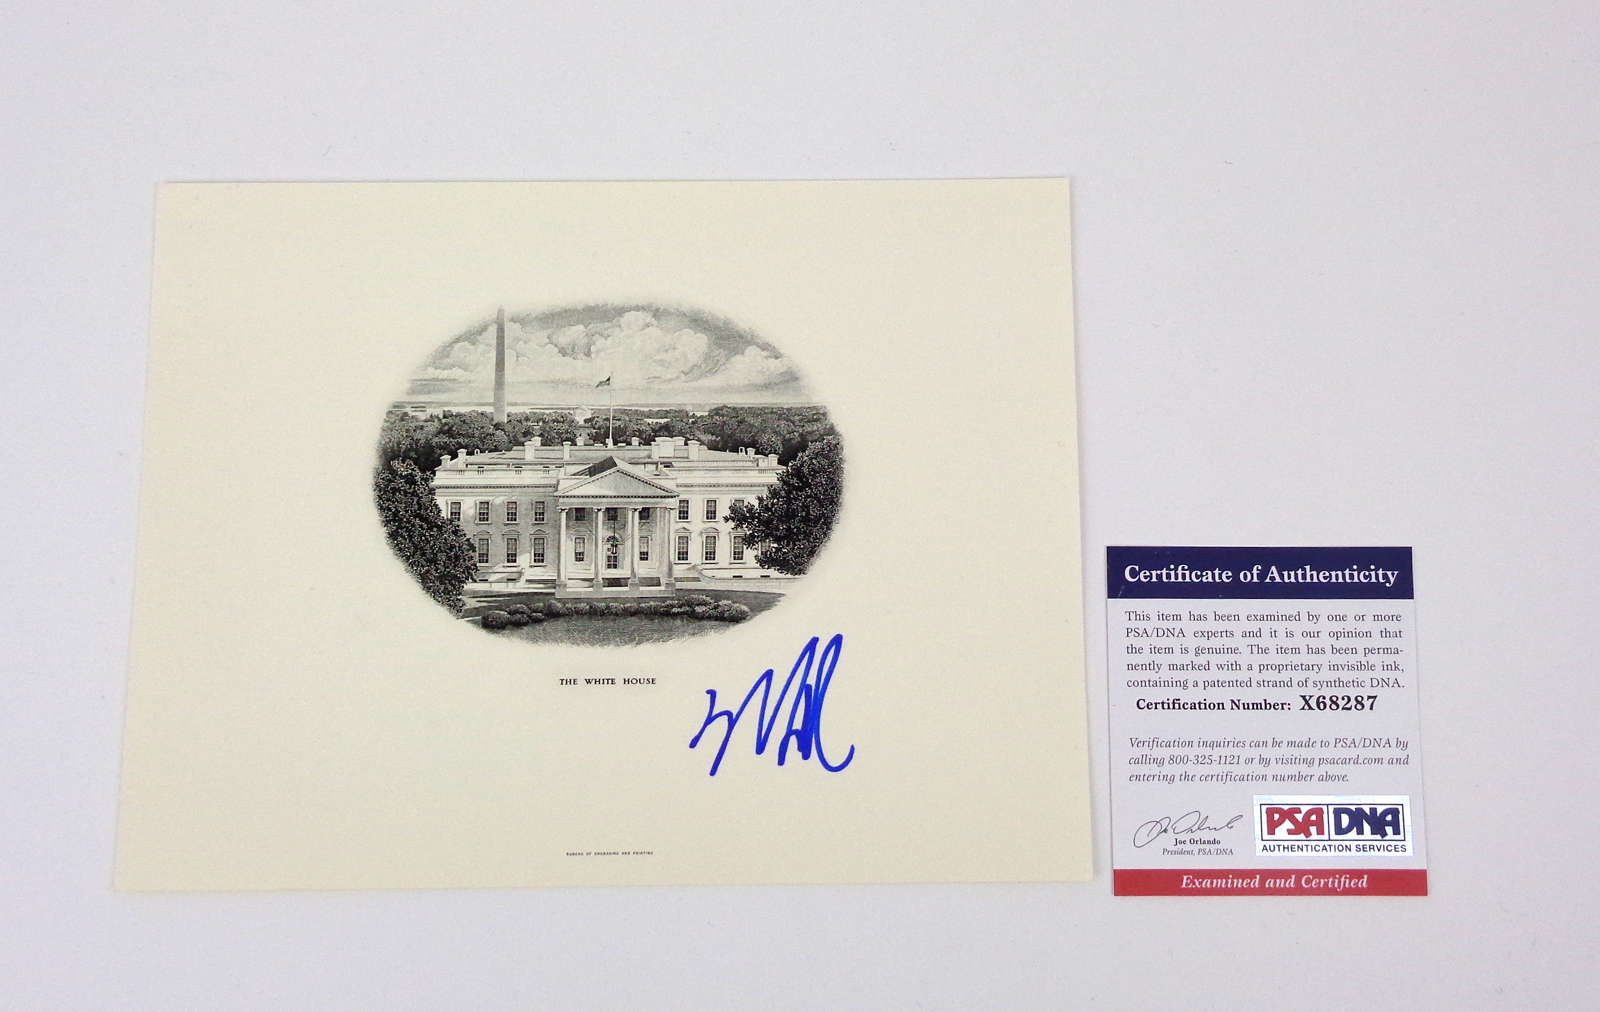 THE WHITE HOUSE
BUREAU OF ENGRAVING AND PRINTING
Certificate of Authenticity
This item has been examined by one or more
PSA/DNA experts and it is our opinion that
the item is genuine. The item has been perma-
nently marked with a proprietary invisible ink,
containing a patented strand of synthetic DNA.
Certification Number: X68287
Verification inquiries can be made to PSA/DNA by
calling 800-325-1121 or by visiting psacard.com and
entering the certification number above.
Joe Orlando
President, PSA/DNA
PSA DNA
AUTHENTICATION SERVICES
Examined and Certified